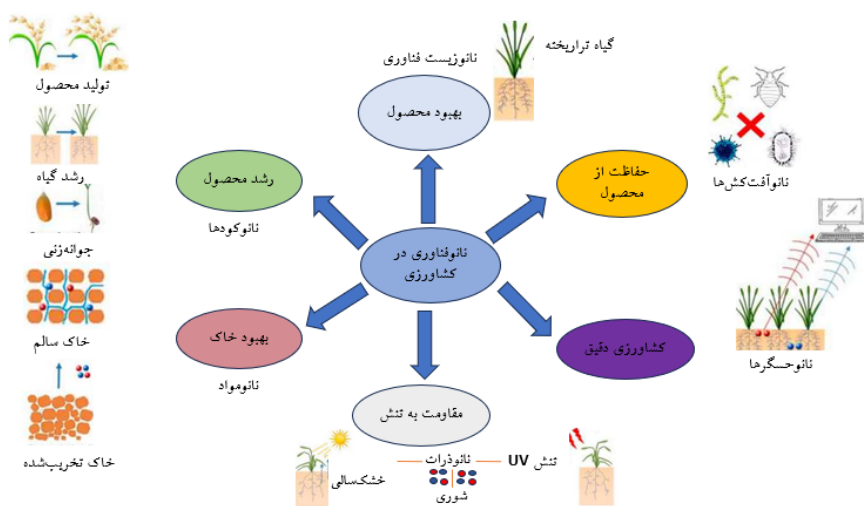 گیاه تراریخته
نانوزیست فناوری
بهبود محصول
تولید محصول
رشد گیاه
جوانه‌زنی
خاک سالم
خاک تخریب‌شده
رشد محصول
نانوکودها
حفاظت از
محصول
نانوآفت‌کش‌ها
نانوفناوری در
کشاورزی
بهبود خاک
نانومواد
کشاورزی دقیق
نانوحسگرها
مقاومت به تنش
تنش UV
نانوذرات
شوری
خشک‌سالی